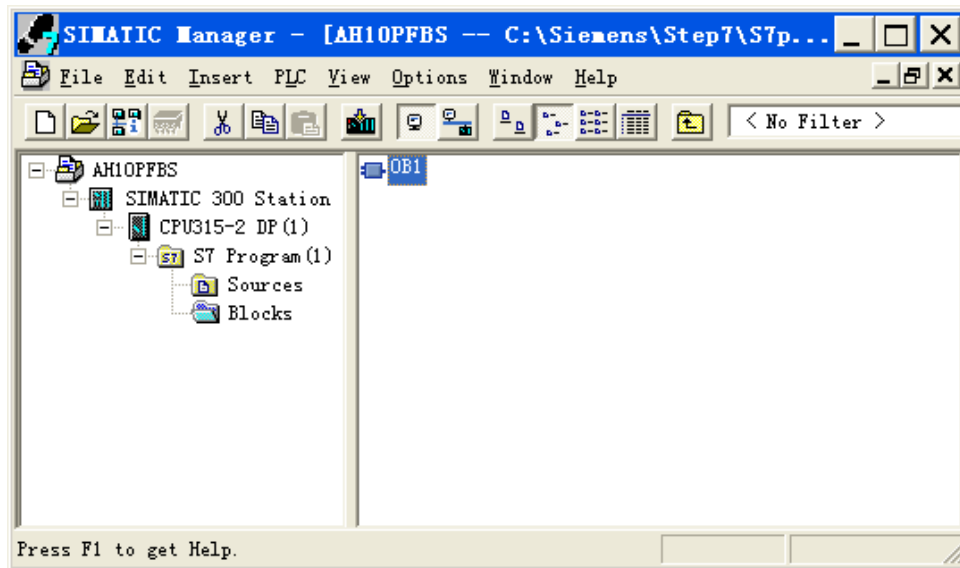 SIMATIC Manager - [AH10PFBS -- C:\Siemens\Step7\S7p...
File Edit Insert PLC View Options Window Help
< No Filter >
AH10PFBS
SIMATIC 300 Station
CPU315-2 DP(1)
S7 Program(1)
Sources
Blocks
OB1
Press F1 to get Help.